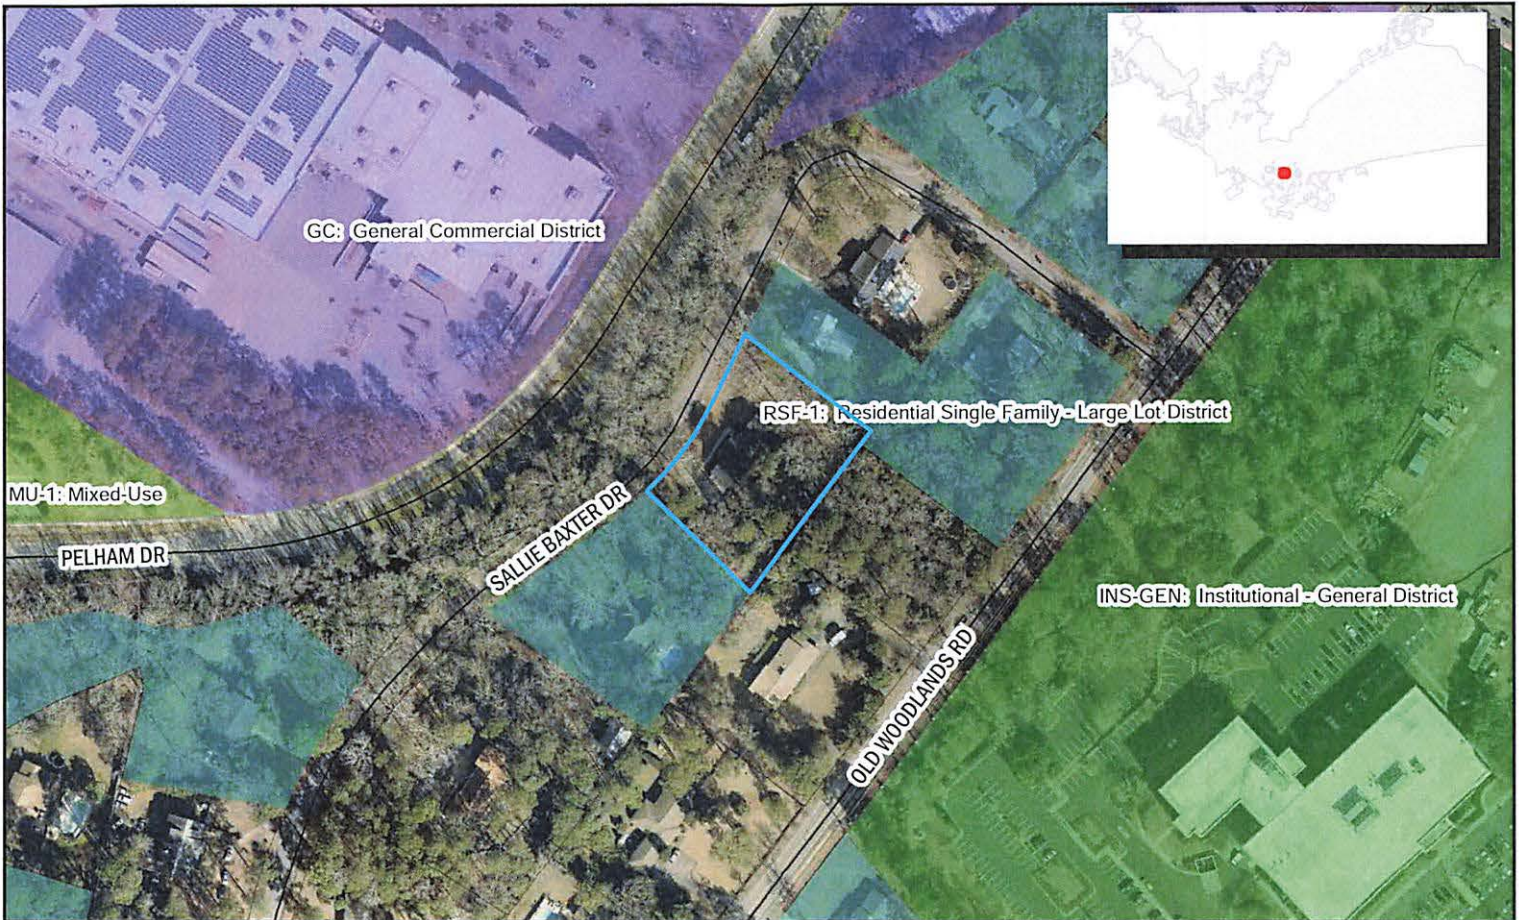 GC: General Commercial District
RSF-1: Residential Single Family - Large Lot District
MU-1: Mixed-Use
PELHAM DR
SALLIE BAXTER DR
INS-GEN: Institutional - General District
OLD WOODLANDS RD